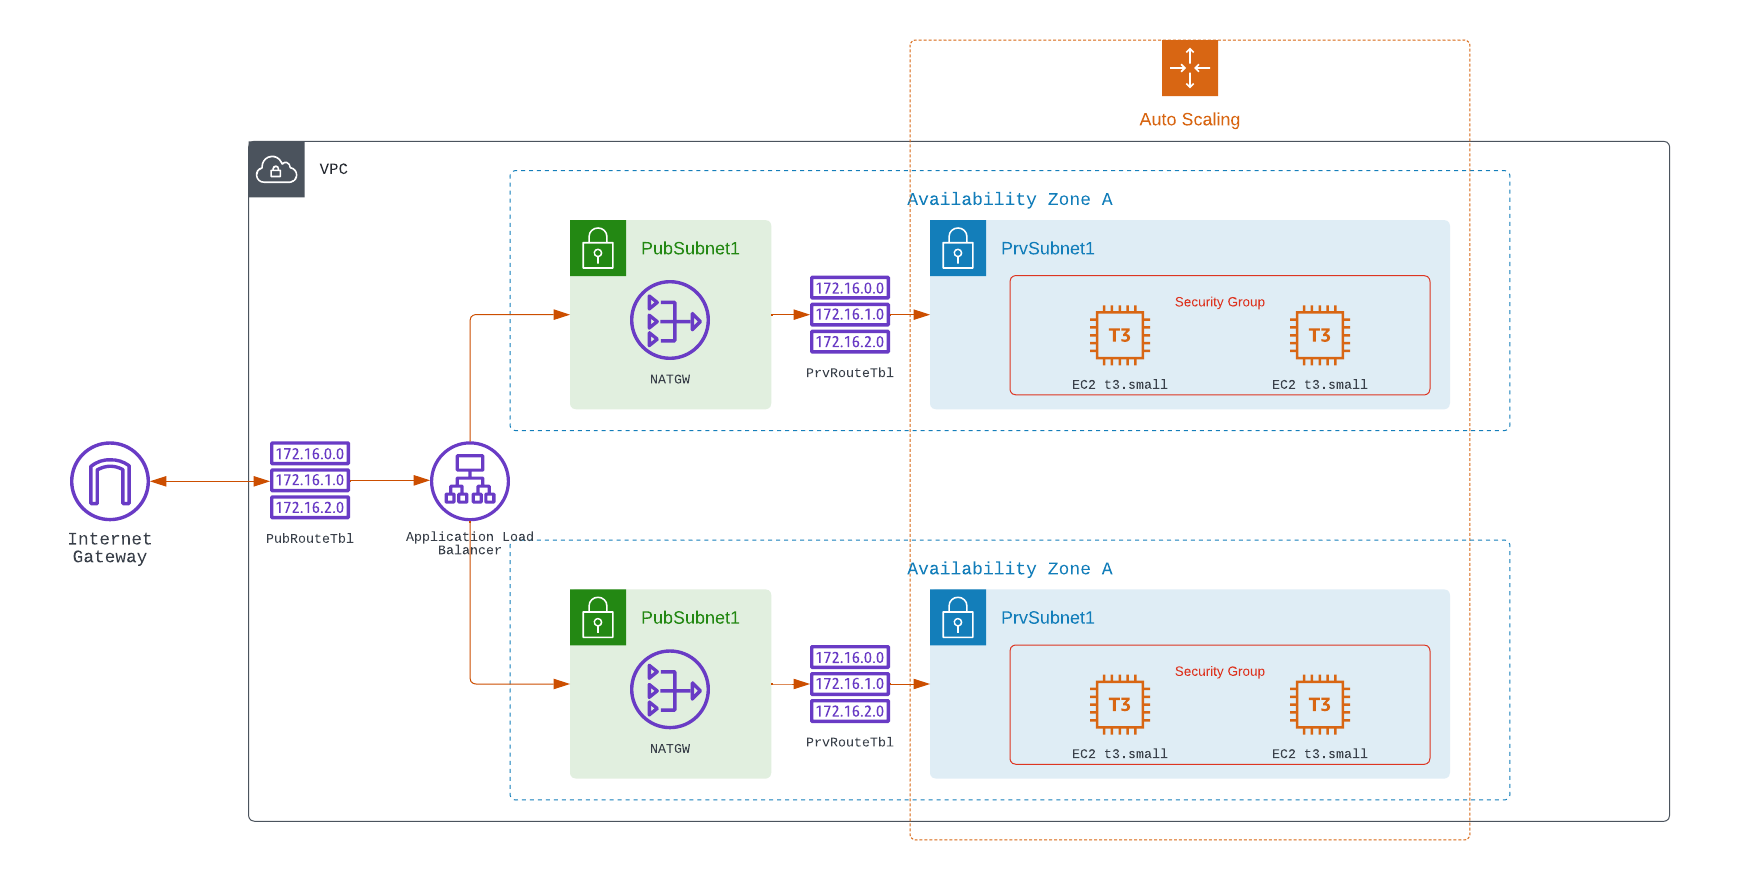 Auto Scaling
VPC
Availability Zone A
PubSubnet1
PrvSubnet1
172.16.0.0
172.16.1.0
172.16.2.0
PrvRouteTbl
NATGW
Security Group
T3
T3
EC2 t3.small
EC2 t3.small
Internet
Gateway
172.16.0.0
172.16.1.0
172.16.2.0
PubRouteTbl
Application Load
Balancer
Availability Zone A
PubSubnet1
PrvSubnet1
172.16.0.0
172.16.1.0
172.16.2.0
PrvRouteTbl
NATGW
Security Group
T3
T3
EC2 t3.small
EC2 t3.small